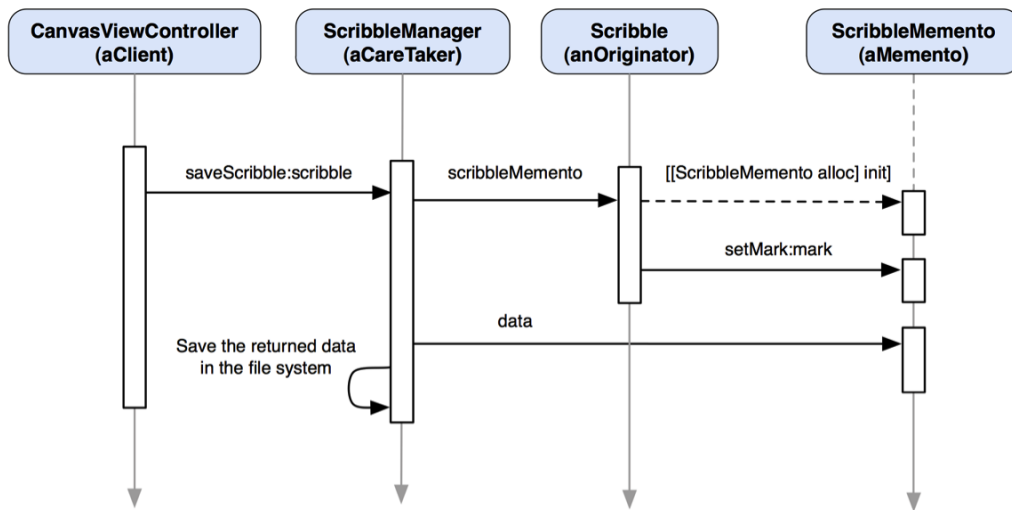 CanvasViewController
(aClient)
ScribbleManager
(aCareTaker)
Scribble
(anOriginator)
ScribbleMemento
(aMemento)
saveScribble:scribble
scribbleMemento
[[ScribbleMemento alloc] init]
setMark:mark
data
Save the returned data
in the file system